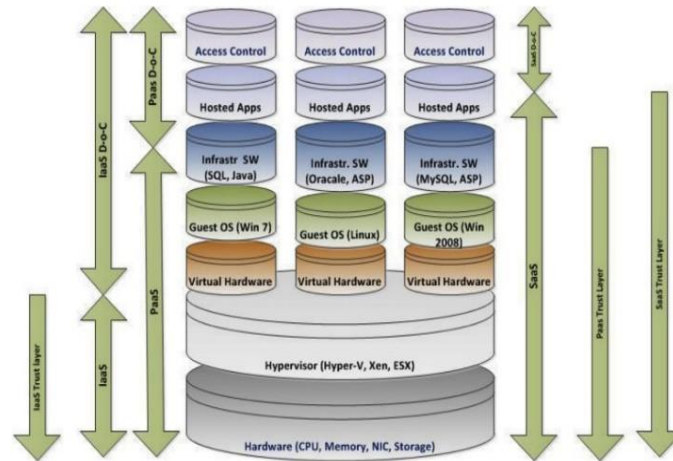 Access Control Access Control Access Control
Hosted Apps Hosted Apps Hosted Apps
Infrastr SW Infrastr. SW Infrastr. SW
(SQL, Java) (Oracale, ASP) (MySQL, ASP)
Guest OS (Win 7) Guest OS (Linux) Guest OS (Win
2008)
Virtual Hardware Virtual Hardware Virtual Hardware
Hypervisor (Hyper-V, Xen, ESX)
Hardware (CPU, Memory, NIC, Storage)
IaaS Trust layer
IaaS D-o-C
IaaS
Paas D-o-C
PaaS
SaaS D-o-C
SaaS
Paas Trust Layer
SaaS Trust Layer